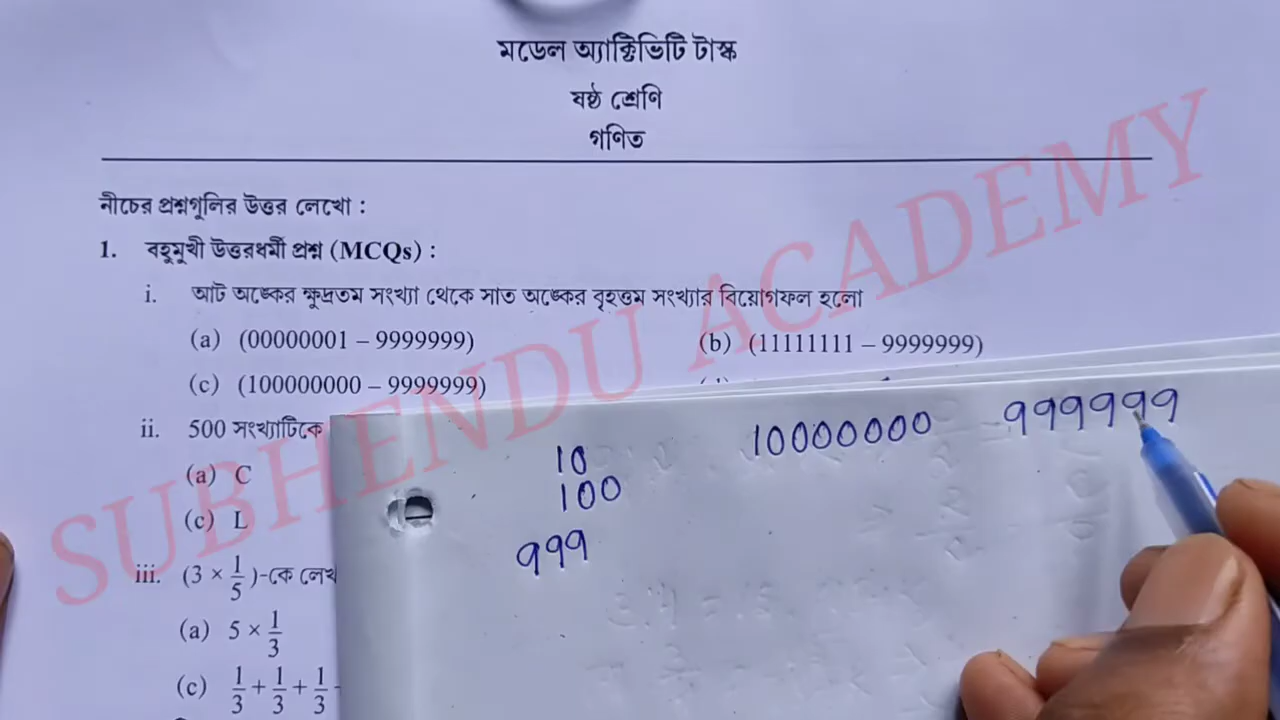 মডেল অ্যাক্টিভিটি টাস্ক
ষষ্ঠ শ্রেণি
গণিত
নীচের প্রশ্নগুলির উত্তর লেখো :
1. বহুমুখী উত্তরধর্মী প্রশ্ন (MCQs) :
i. আট অঙ্কের ক্ষুদ্রতম সংখ্যা থেকে সাত অঙ্কের বৃহত্তম সংখ্যার বিয়োগফল হলো
(a) (00000001 – 9999999) (b) (11111111 – 9999999)
(c) (100000000 – 9999999)
ii. 500 সংখ্যাটিকে
(a) C
(c) L
iii. (3 × 1/5)-কে লেখ
(a) 5 × 1/3
(c) 1/3 + 1/3 + 1/3
10 10000000 9999999
100
999
SUBHENDU ACADEMY